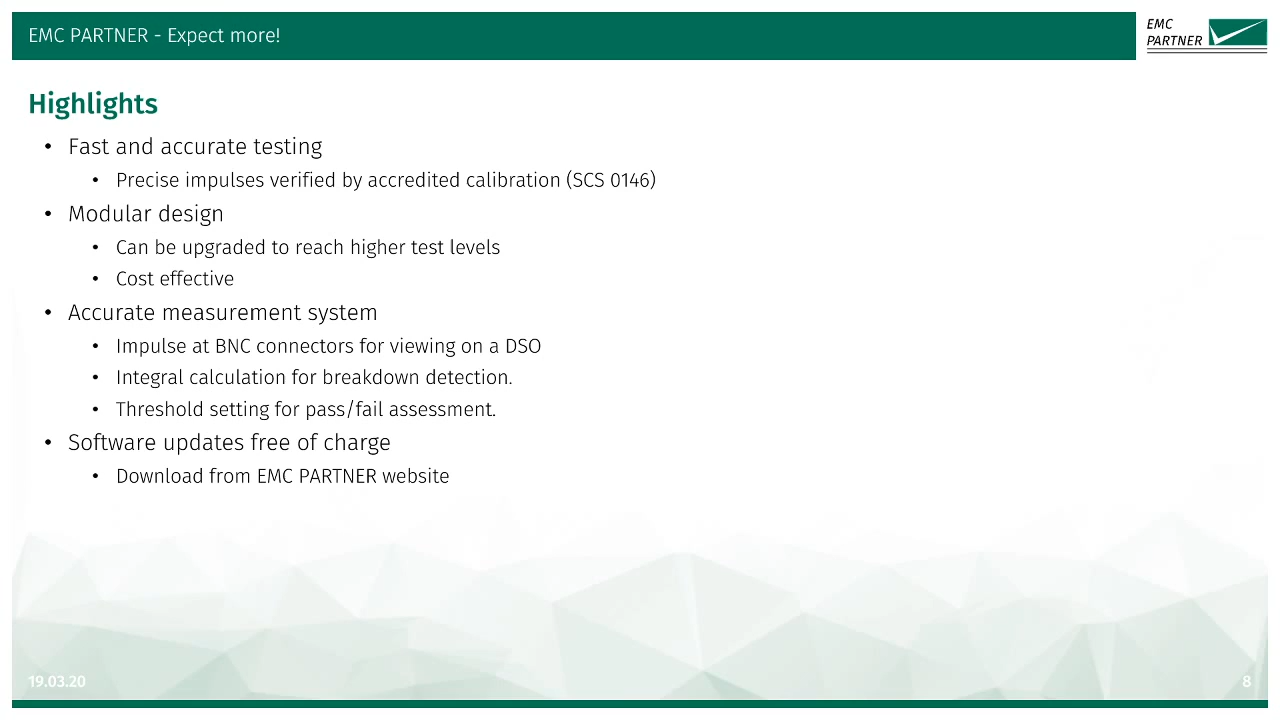 EMC PARTNER - Expect more!
EMC
PARTNER
Highlights
• Fast and accurate testing
• Precise impulses verified by accredited calibration (SCS 0146)
• Modular design
• Can be upgraded to reach higher test levels
• Cost effective
• Accurate measurement system
• Impulse at BNC connectors for viewing on a DSO
• Integral calculation for breakdown detection.
• Threshold setting for pass/fail assessment.
• Software updates free of charge
• Download from EMC PARTNER website
19.03.20
8